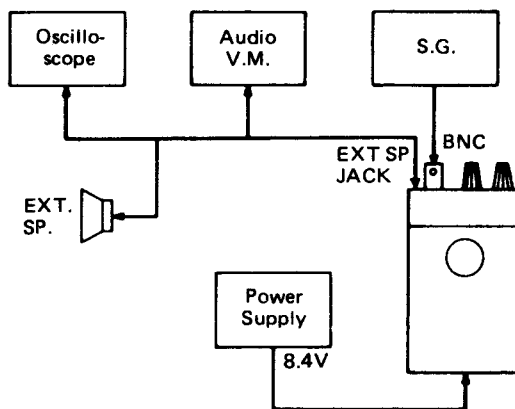 Oscillo-
scope
Audio
V.M.
S.G.
BNC
EXT SP
JACK
EXT.
SP.
Power
Supply
8.4V